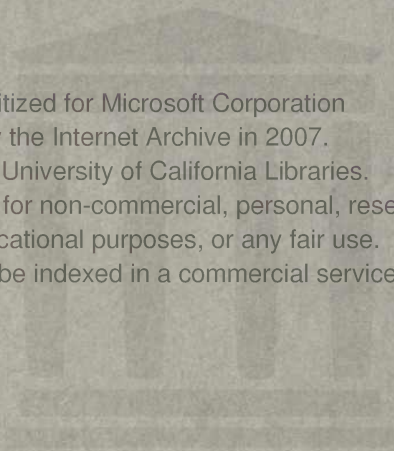 itized for Microsoft Corporation
the Internet Archive in 2007.
University of California Libraries.
for non-commercial, personal, rese
cational purposes, or any fair use.
be indexed in a commercial service